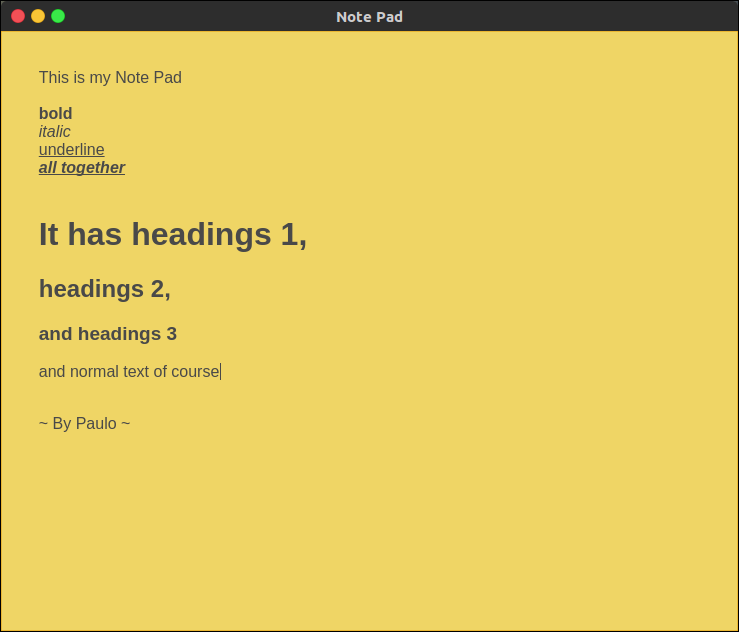 Note Pad
This is my Note Pad
bold
italic
underline
all together
It has headings 1,
headings 2,
and headings 3
and normal text of course
~ By Paulo ~